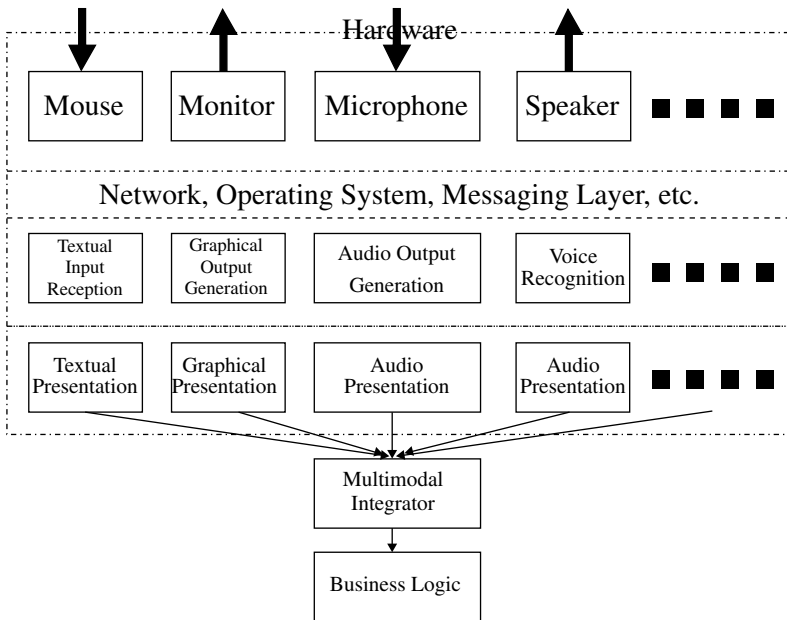 Hardware
Mouse
Monitor
Microphone
Speaker
Network, Operating System, Messaging Layer, etc.
Textual
Input
Reception
Graphical
Output
Generation
Audio Output
Generation
Voice
Recognition
Textual
Presentation
Graphical
Presentation
Audio
Presentation
Audio
Presentation
Multimodal
Integrator
Business Logic